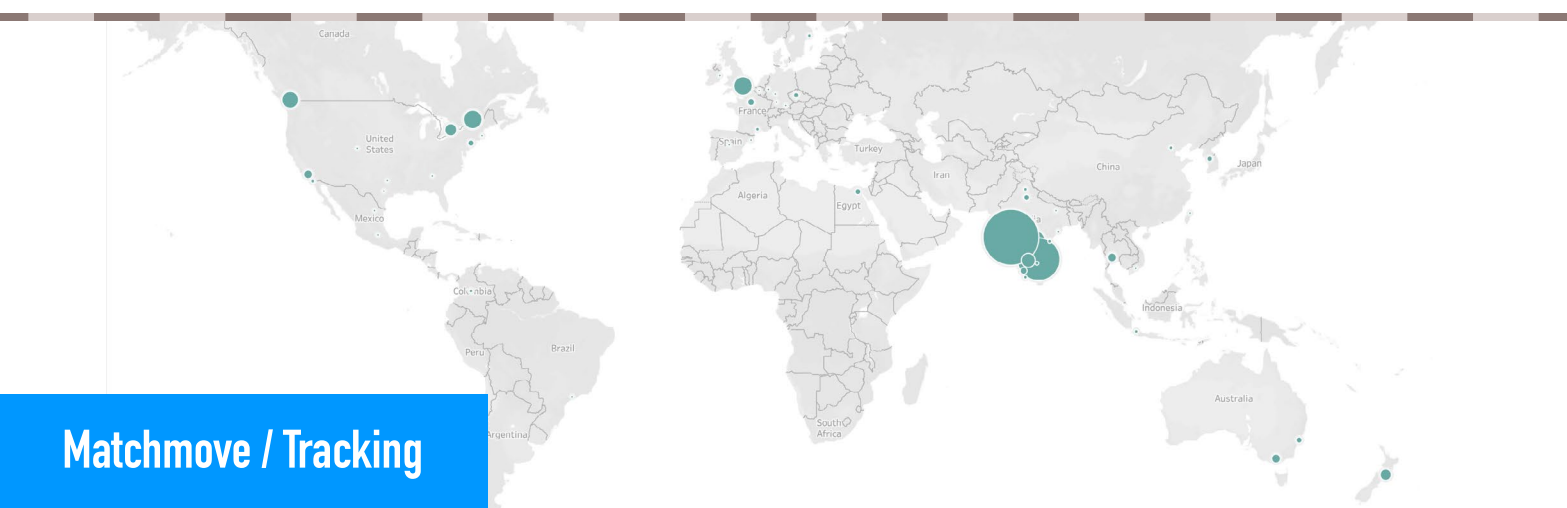 Canada
United
States
Mexico
Colombia
Peru
Brazil
Argentina
France
Spain
Turkey
Algeria
Egypt
Iran
China
Japan
Indonesia
South
Africa
Australia
Matchmove / Tracking